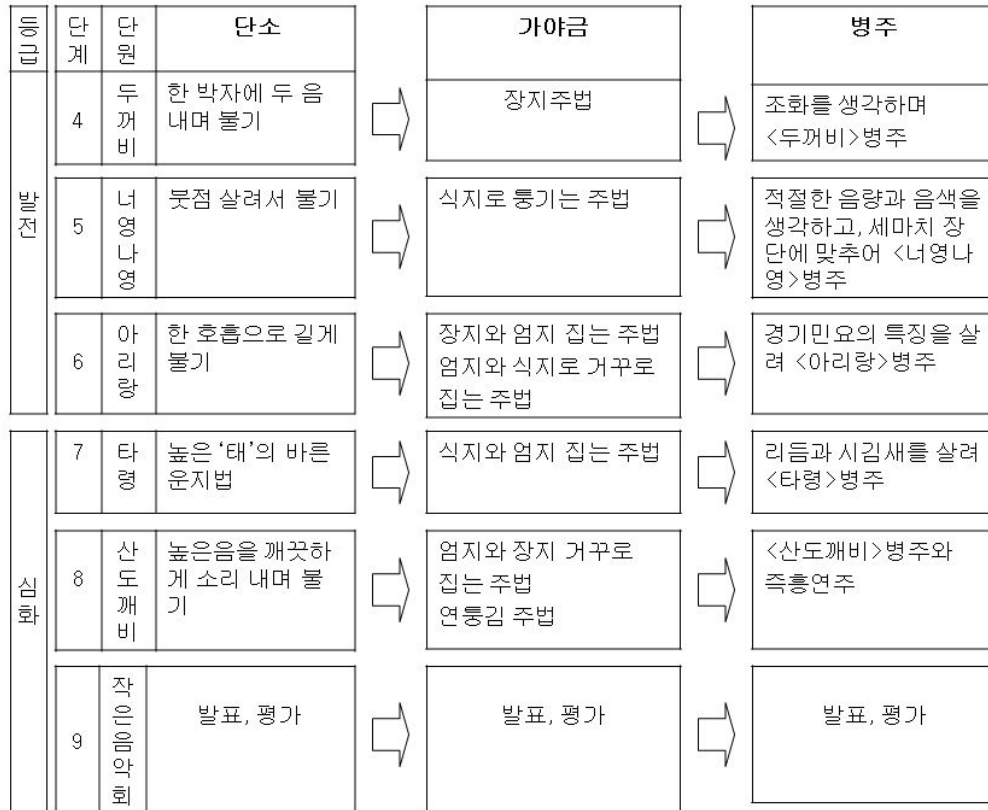 등급 단계 단원 단소 가야금 병주
발전
4 두꺼비
한 박자에 두 음
내며 불기
장지주법
조화를 생각하며
<두꺼비>병주
5 너영나영
붓점 살려서 불기
식지로 퉁기는 주법
적절한 음량과 음색을
생각하고, 세마치 장
단에 맞추어 <너영나
영>병주
6 아리랑
한 호흡으로 길게
불기
장지와 엄지 집는 주법
엄지와 식지로 거꾸로
집는 주법
경기민요의 특징을 살
려 <아리랑>병주
심화
7 타령
높은 ‘태’의 바른
운지법
식지와 엄지 집는 주법
리듬과 시김새를 살려
<타령>병주
8 산도깨비
높은음을 깨끗하
게 소리 내며 불
기
엄지와 장지 거꾸로
집는 주법
연퉁김 주법
<산도깨비>병주와
즉흥연주
9 작은음악회
발표, 평가
발표, 평가
발표, 평가